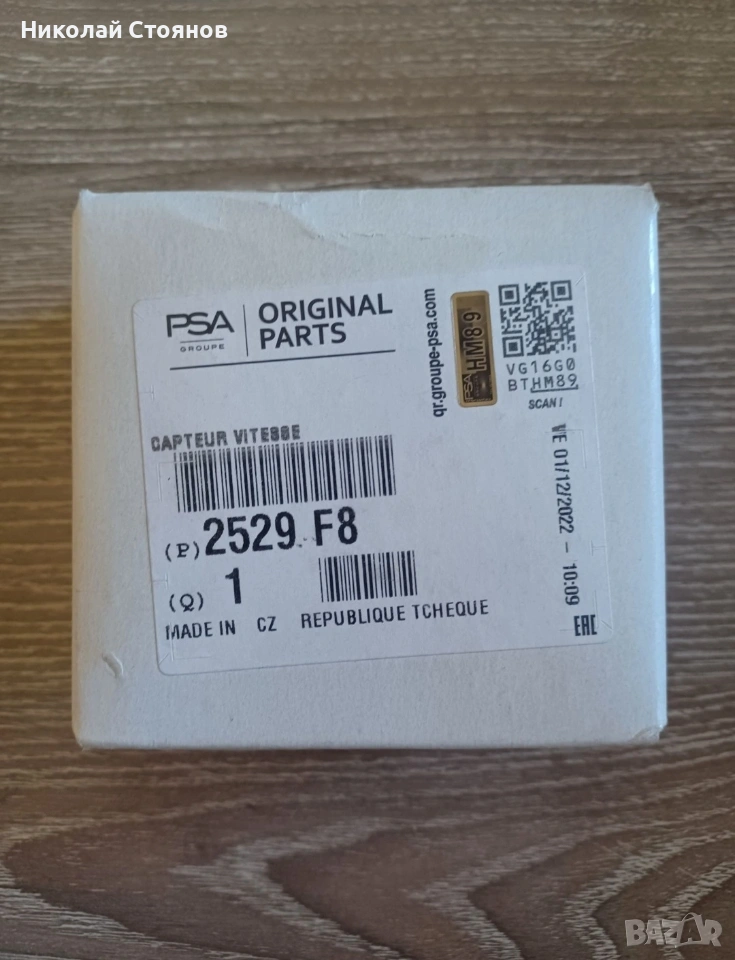 Николай Стоянов
PSA
GROUPE
ORIGINAL
PARTS
qr.groupe-psa.com
PSA
HM89
VG16G0
BTHM89
SCAN!
CAPTEUR VITESSE
(P) 2529 F8
(Q) 1
MADE IN CZ REPUBLIQUE TCHEQUE
VE 01/12/2022 - 10:09
EAC
BAZAR